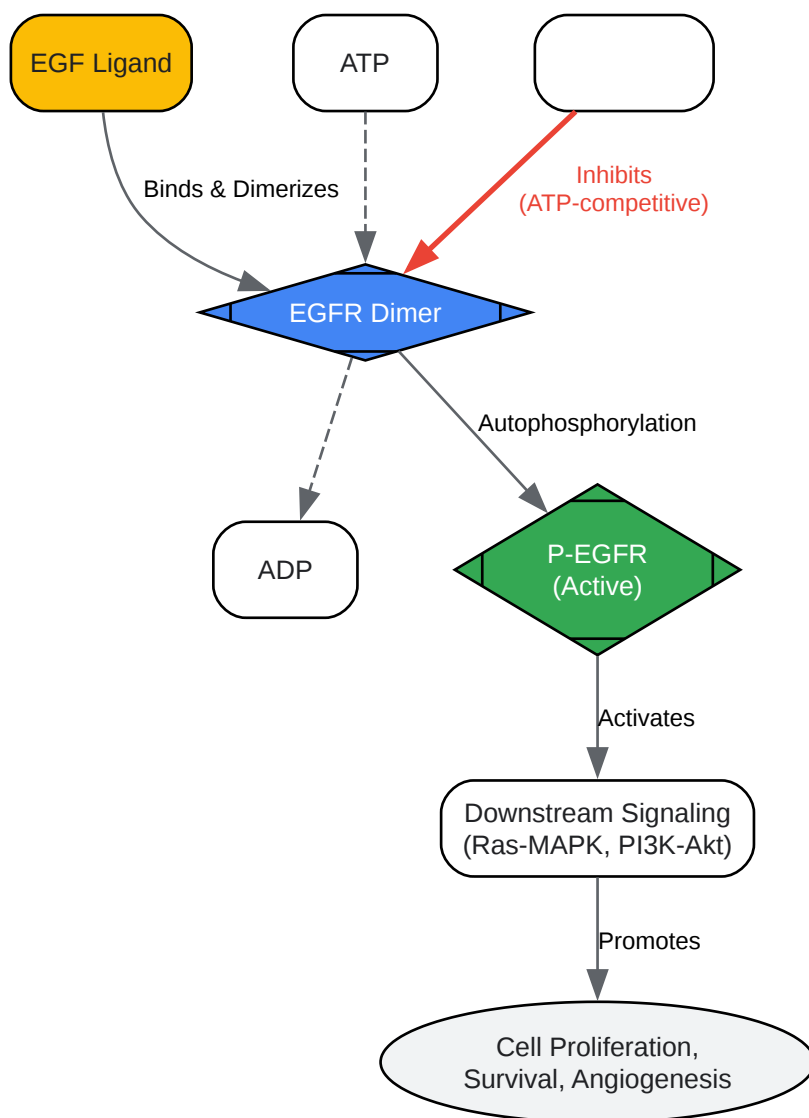 EGF Ligand
ATP
Binds & Dimerizes
Inhibits
(ATP-competitive)
EGFR Dimer
Autophosphorylation
ADP
P-EGFR
(Active)
Activates
Downstream Signaling
(Ras-MAPK, PI3K-Akt)
Promotes
Cell Proliferation,
Survival, Angiogenesis